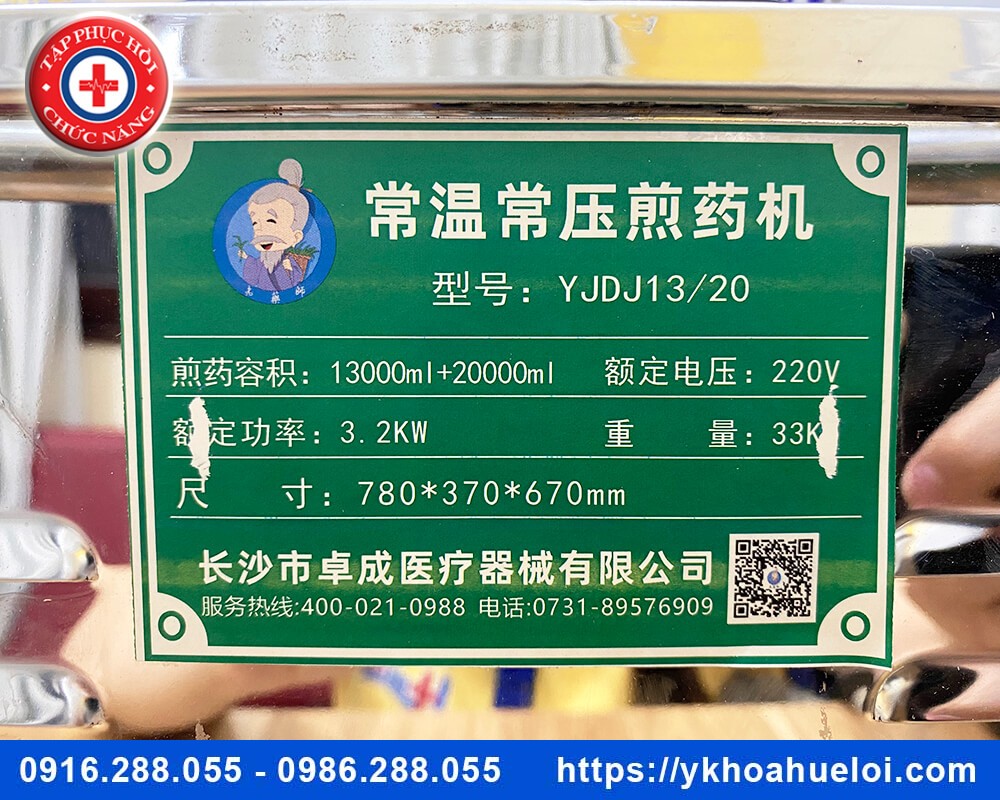 TẬP PHỤC HỒI
CHỨC NĂNG
常温常压煎药机
型号：YJDJ13/20
煎药容积：13000ml+20000ml 额定电压：220V
额定功率：3.2KW 重 量：33K
尺 寸：780*370*670mm
长沙市卓成医疗器械有限公司
服务热线:400-021-0988 电话:0731-89576909
0916.288.055 - 0986.288.055 https://ykhoahueloi.com